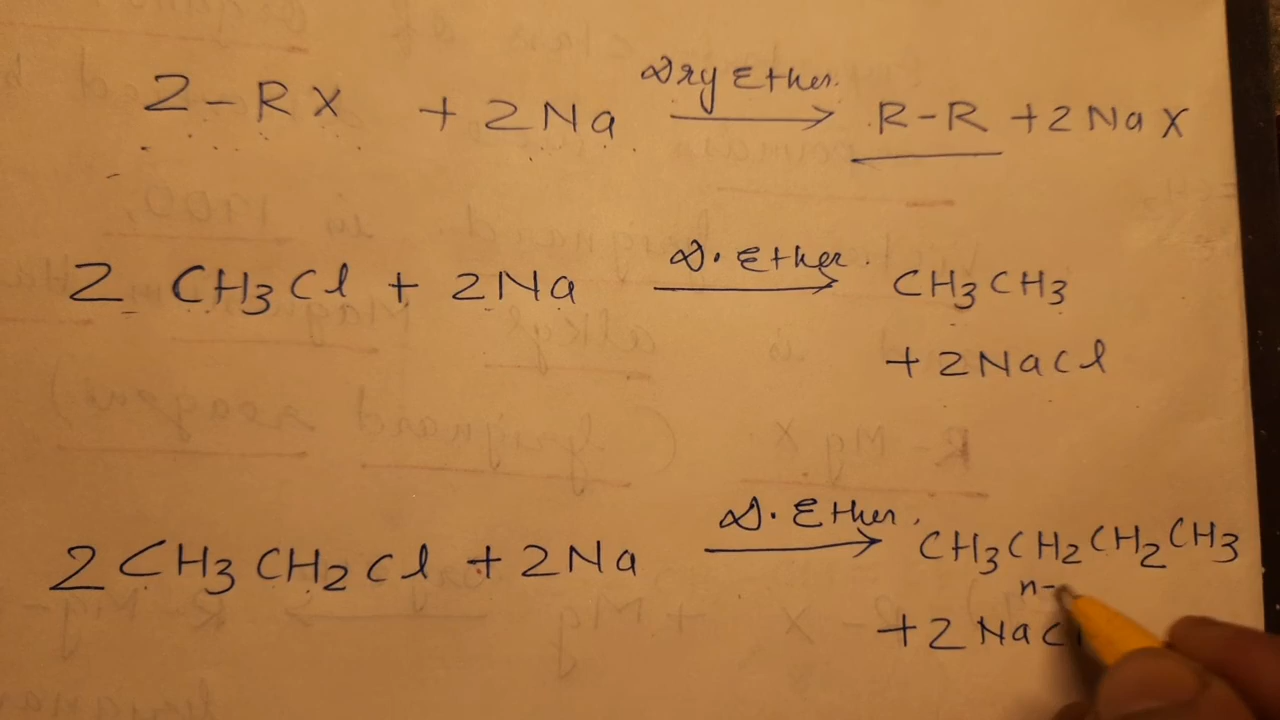 Dry Ether.
2-RX + 2Na → R-R + 2NaX
D. Ether.
2 CH3Cl + 2Na → CH3CH3
+ 2NaCl
D. Ether.
2CH3CH2Cl + 2Na → CH3CH2CH2CH3
n-
+2NaCl